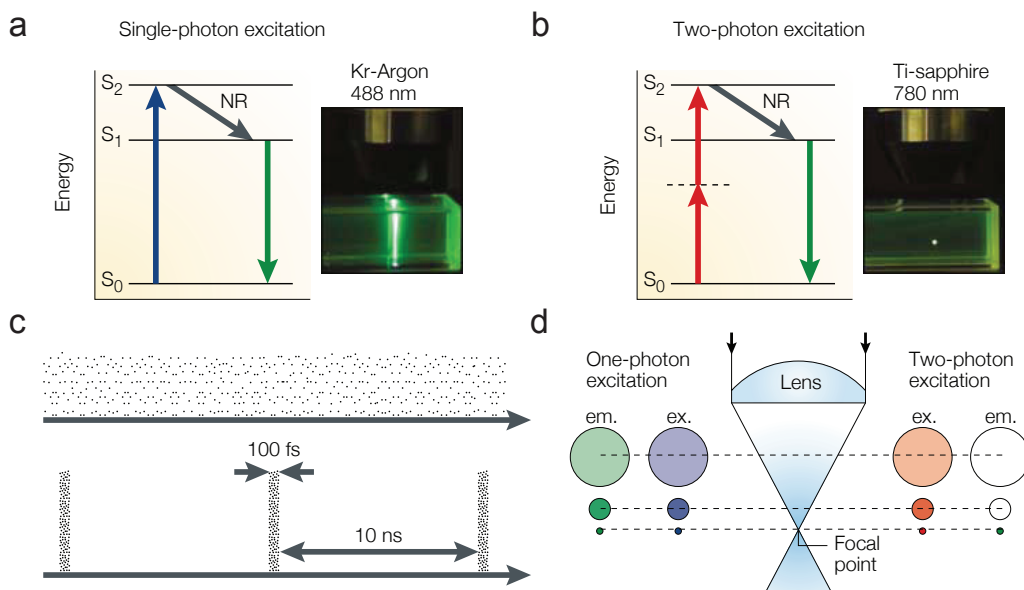 a
Single-photon excitation
Kr-Argon
488 nm
S2
NR
S1
Energy
S0
b
Two-photon excitation
Ti-sapphire
780 nm
S2
NR
S1
Energy
S0
c
100 fs
10 ns
d
One-photon
excitation
Lens
Two-photon
excitation
em.
ex.
ex.
em.
Focal
point